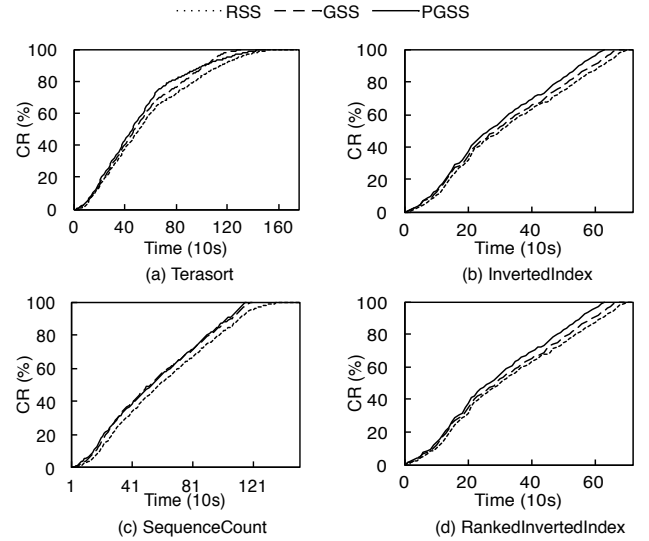 RSS GSS PGSS
CR (%)
100
80
60
40
20
0
0 40 80 120 160
Time (10s)
(a) Terasort
CR (%)
100
80
60
40
20
0
0 20 40 60
Time (10s)
(b) InvertedIndex
CR (%)
100
80
60
40
20
0
1 41 81 121
Time (10s)
(c) SequenceCount
CR (%)
100
80
60
40
20
0
0 20 40 60
Time (10s)
(d) RankedInvertedIndex